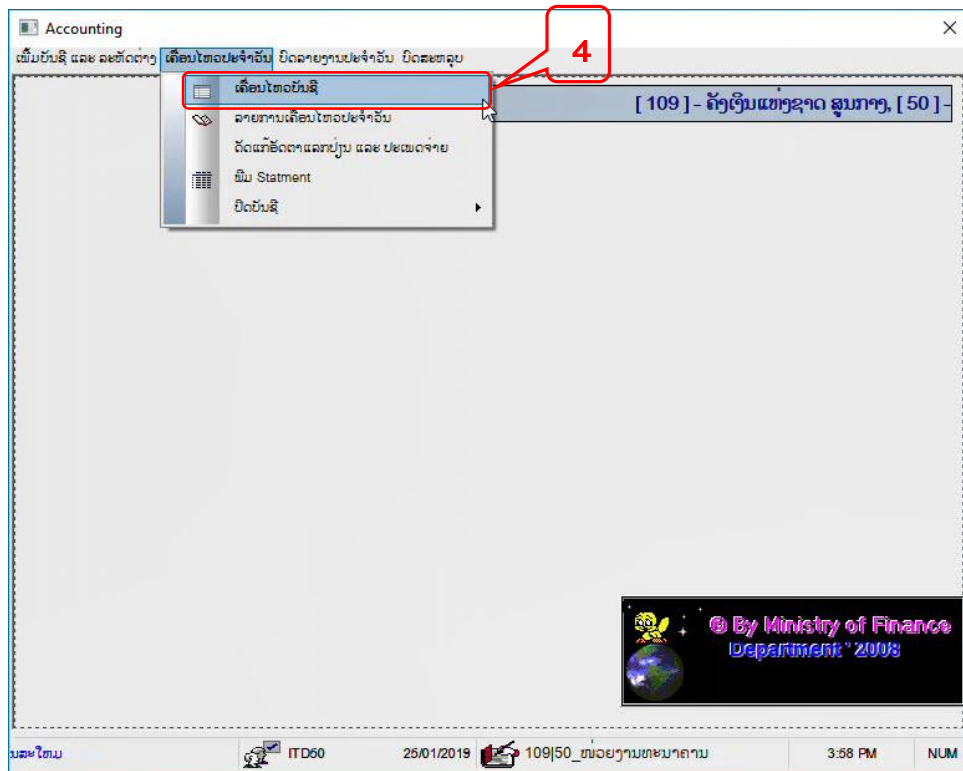 Accounting
ເພີ້ມບັນຊີ ແລະ ລະຫັດຕ່າງ ເຄື່ອນໄຫວປະຈຳວັນ ບົດລາຍງານປະຈຳວັນ ບົດສະຫລຸບ
4
ເຄື່ອນໄຫວບັນຊີ
[ 109 ] - ຄັງເງິນແຫ່ງຊາດ ສູນກາງ, [ 50 ] -
ລາຍການເຄື່ອນໄຫວປະຈຳວັນ
ດັດແກ້ອັດຕາແລກປ່ຽນ ແລະ ປະເພດຈ່າຍ
ພີມ Statment
ປິດບັນຊີ
© By Ministry of Finance
Department ' 2008
ITD50 25/01/2019 109|50_ໜ່ວຍງານທະນາຄານ 3:58 PM NUM